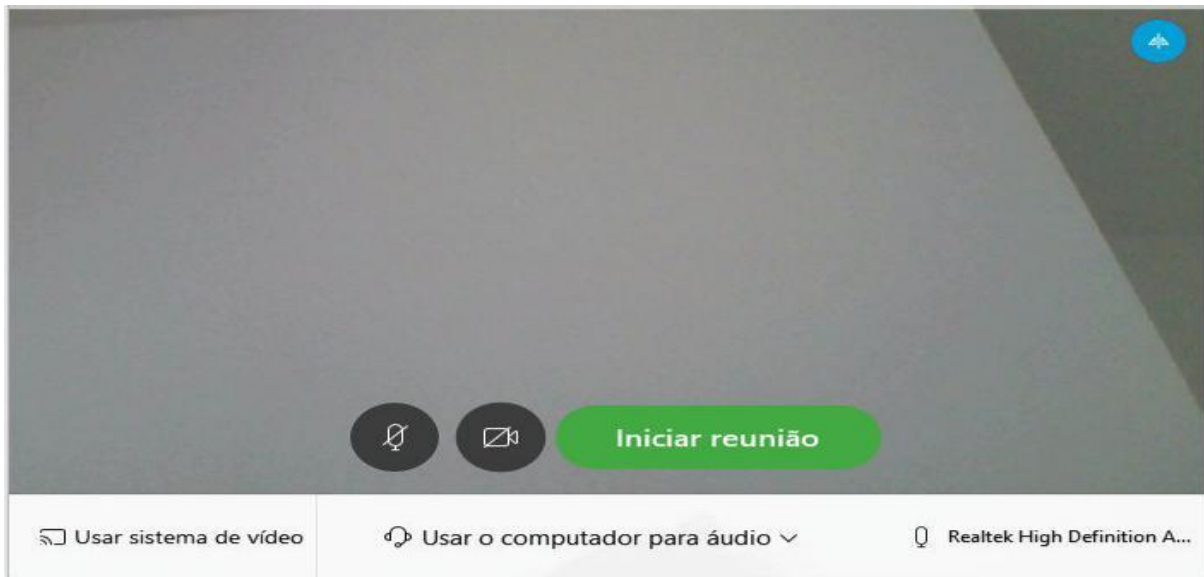 Iniciar reunião
Usar sistema de vídeo
Usar o computador para áudio
Realtek High Definition A...